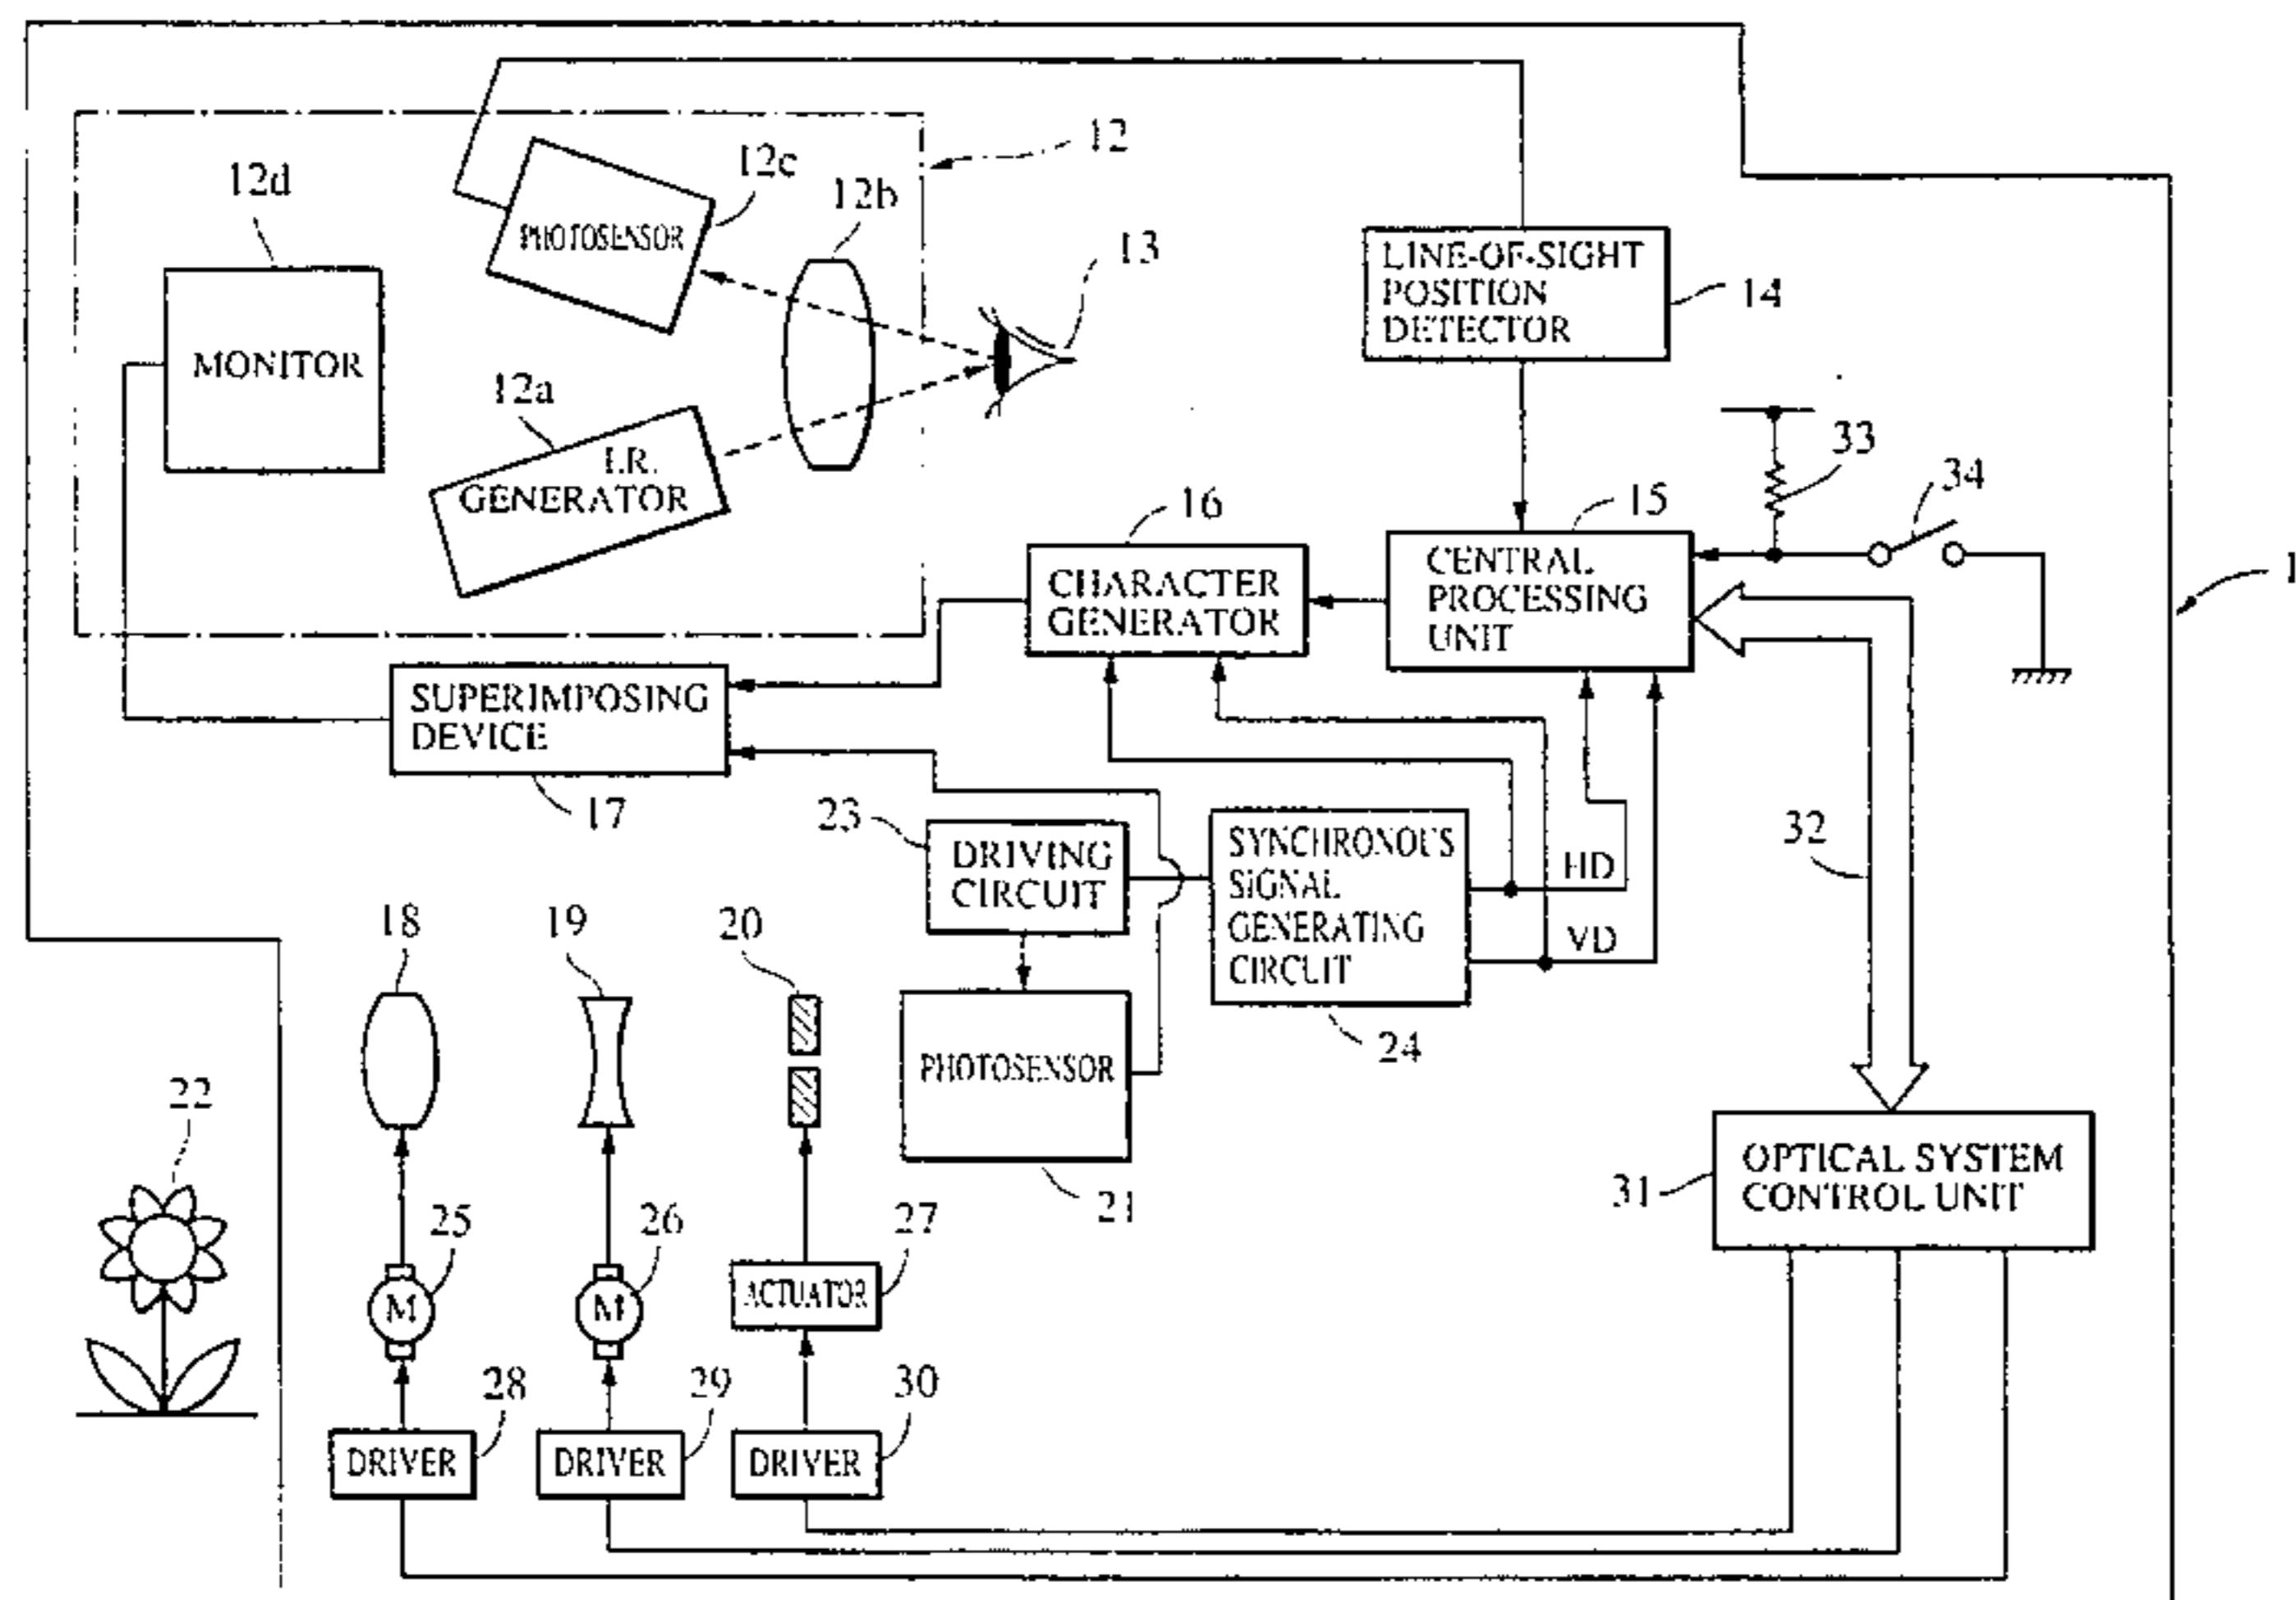 12
12d
12c
12b
PHOTOSENSOR
13
LINE-OF-SIGHT
POSITION
DETECTOR
14
MONITOR
12a
I.R.
GENERATOR
33
34
16
15
CHARACTER
GENERATOR
CENTRAL
PROCESSING
UNIT
1
SUPERIMPOSING
DEVICE
17
23
DRIVING
CIRCUIT
SYNCHRONOUS
SIGNAL
GENERATING
CIRCUIT
HD
VD
32
18
19
20
24
PHOTOSENSOR
22
21
31
OPTICAL SYSTEM
CONTROL UNIT
25
26
27
M
M
ACTUATOR
28
29
30
DRIVER
DRIVER
DRIVER